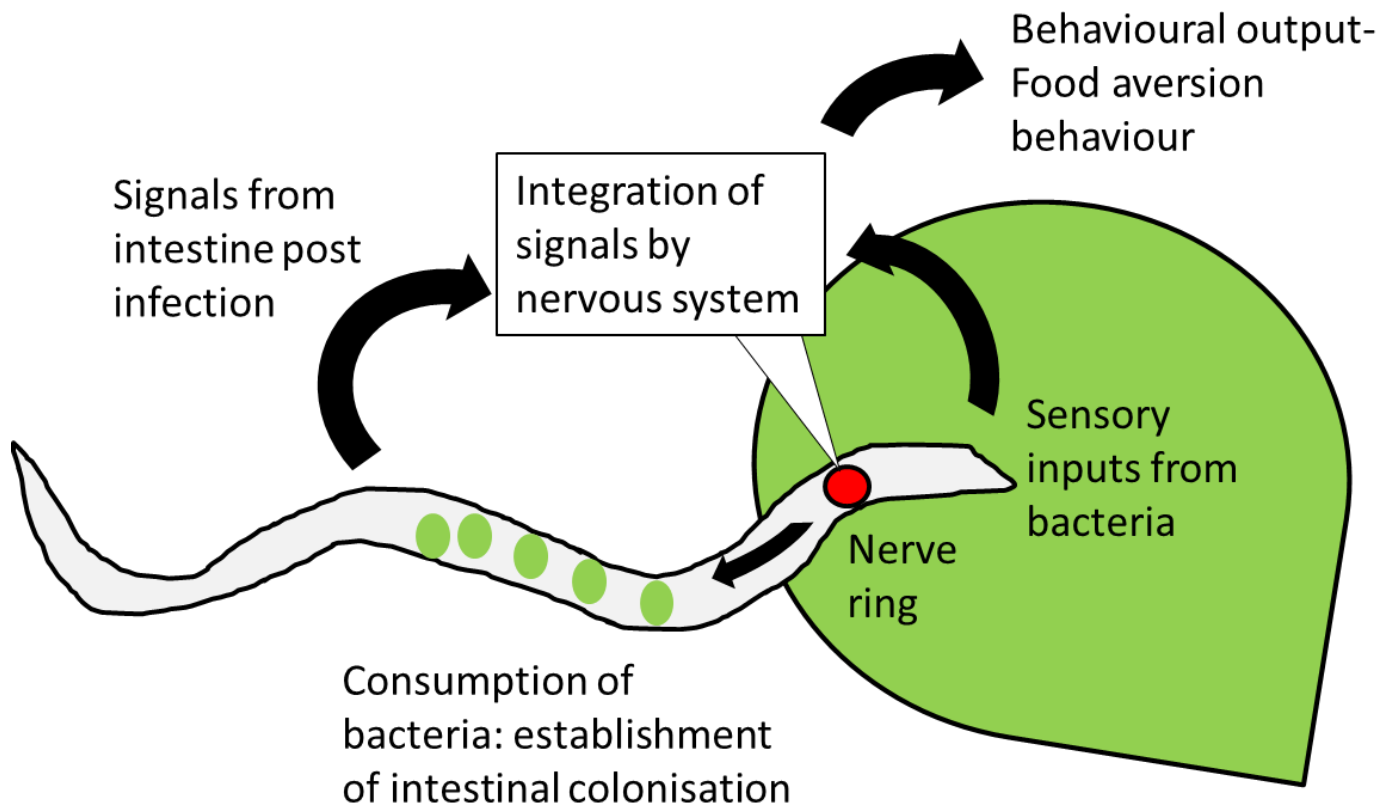 Behavioural output-
Food aversion
behaviour
Signals from
intestine post
infection
Integration of
signals by
nervous system
Sensory
inputs from
bacteria
Nerve
ring
Consumption of
bacteria: establishment
of intestinal colonisation